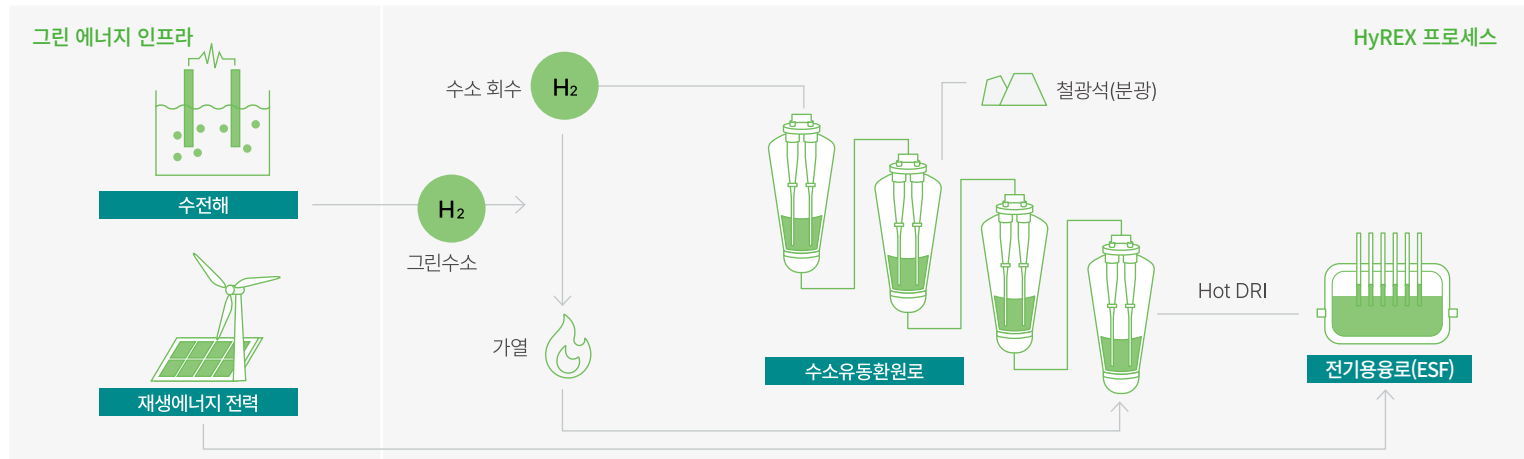 그린 에너지 인프라
수전해
재생에너지 전력
H₂
그린수소
HyREX 프로세스
수소 회수
H₂
가열
철광석(분광)
수소유동환원로
Hot DRI
전기용융로(ESF)